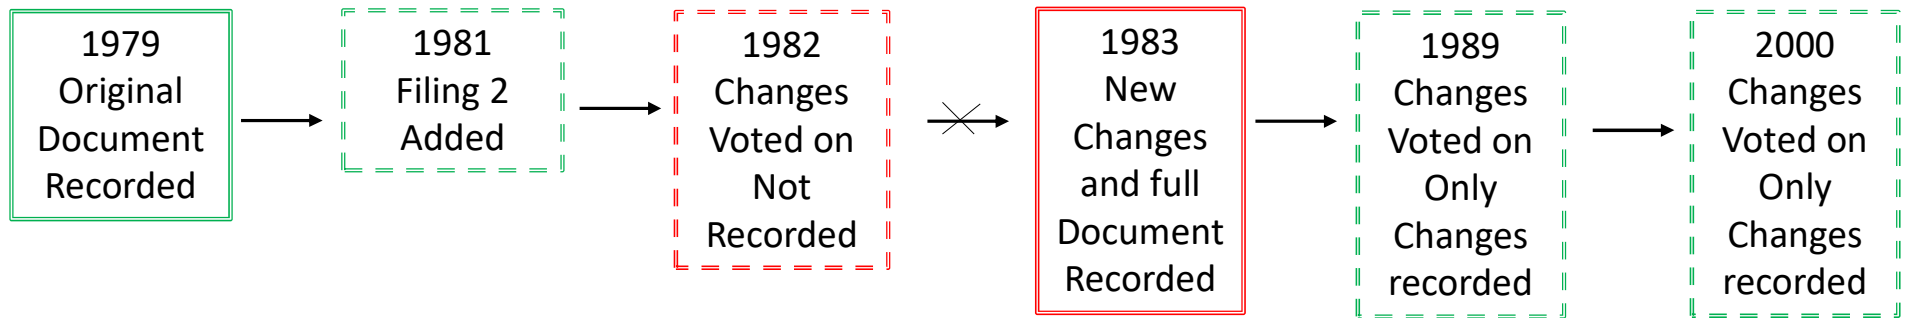 1979
Original
Document
Recorded
1981
Filing 2
Added
1982
Changes
Voted on
Not
Recorded
1983
New
Changes
and full
Document
Recorded
1989
Changes
Voted on
Only
Changes
recorded
2000
Changes
Voted on
Only
Changes
recorded